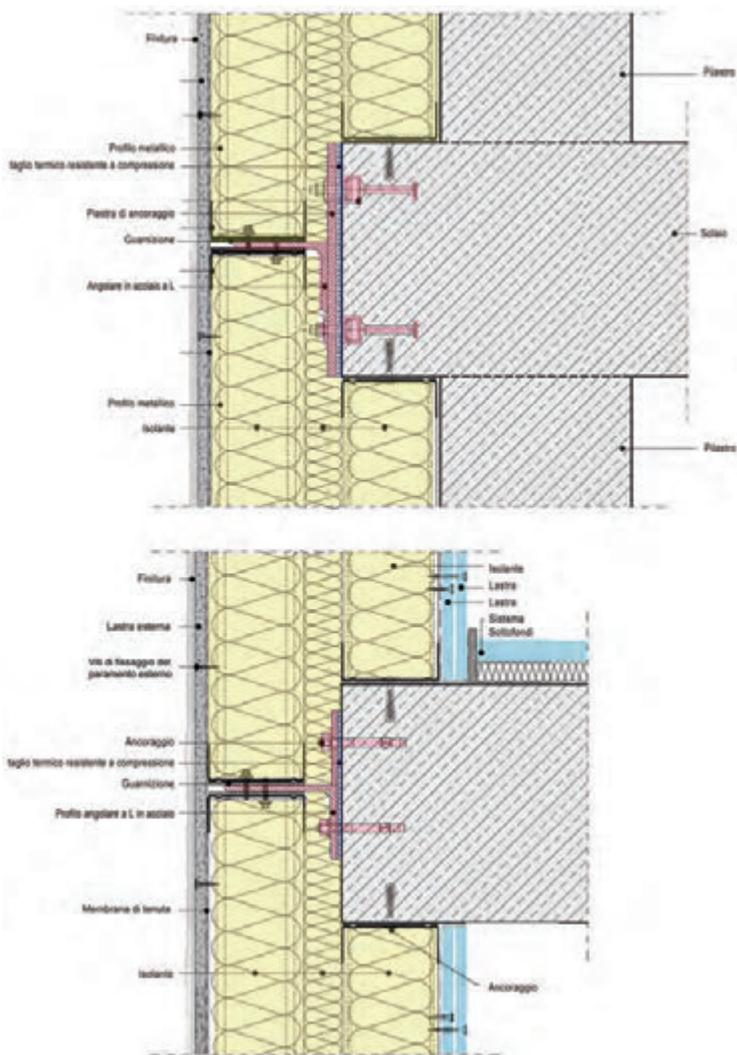 Finitura
Pilastro
Profilo metallico
taglio termico resistente a compressione
Piastra di ancoraggio
Solaio
Guarnizione
Angolare in acciaio a L
Profilo metallico
Isolante
Pilastro
Finitura
Isolante
Lastra
Lastra
Lastra esterna
Sistema
Sottofondi
Viti di fissaggio del
paramento esterno
Ancoraggio
taglio termico resistente a compressione
Guarnizione
Profilo angolare a L in acciaio
Membrana di tenuta
Isolante
Ancoraggio